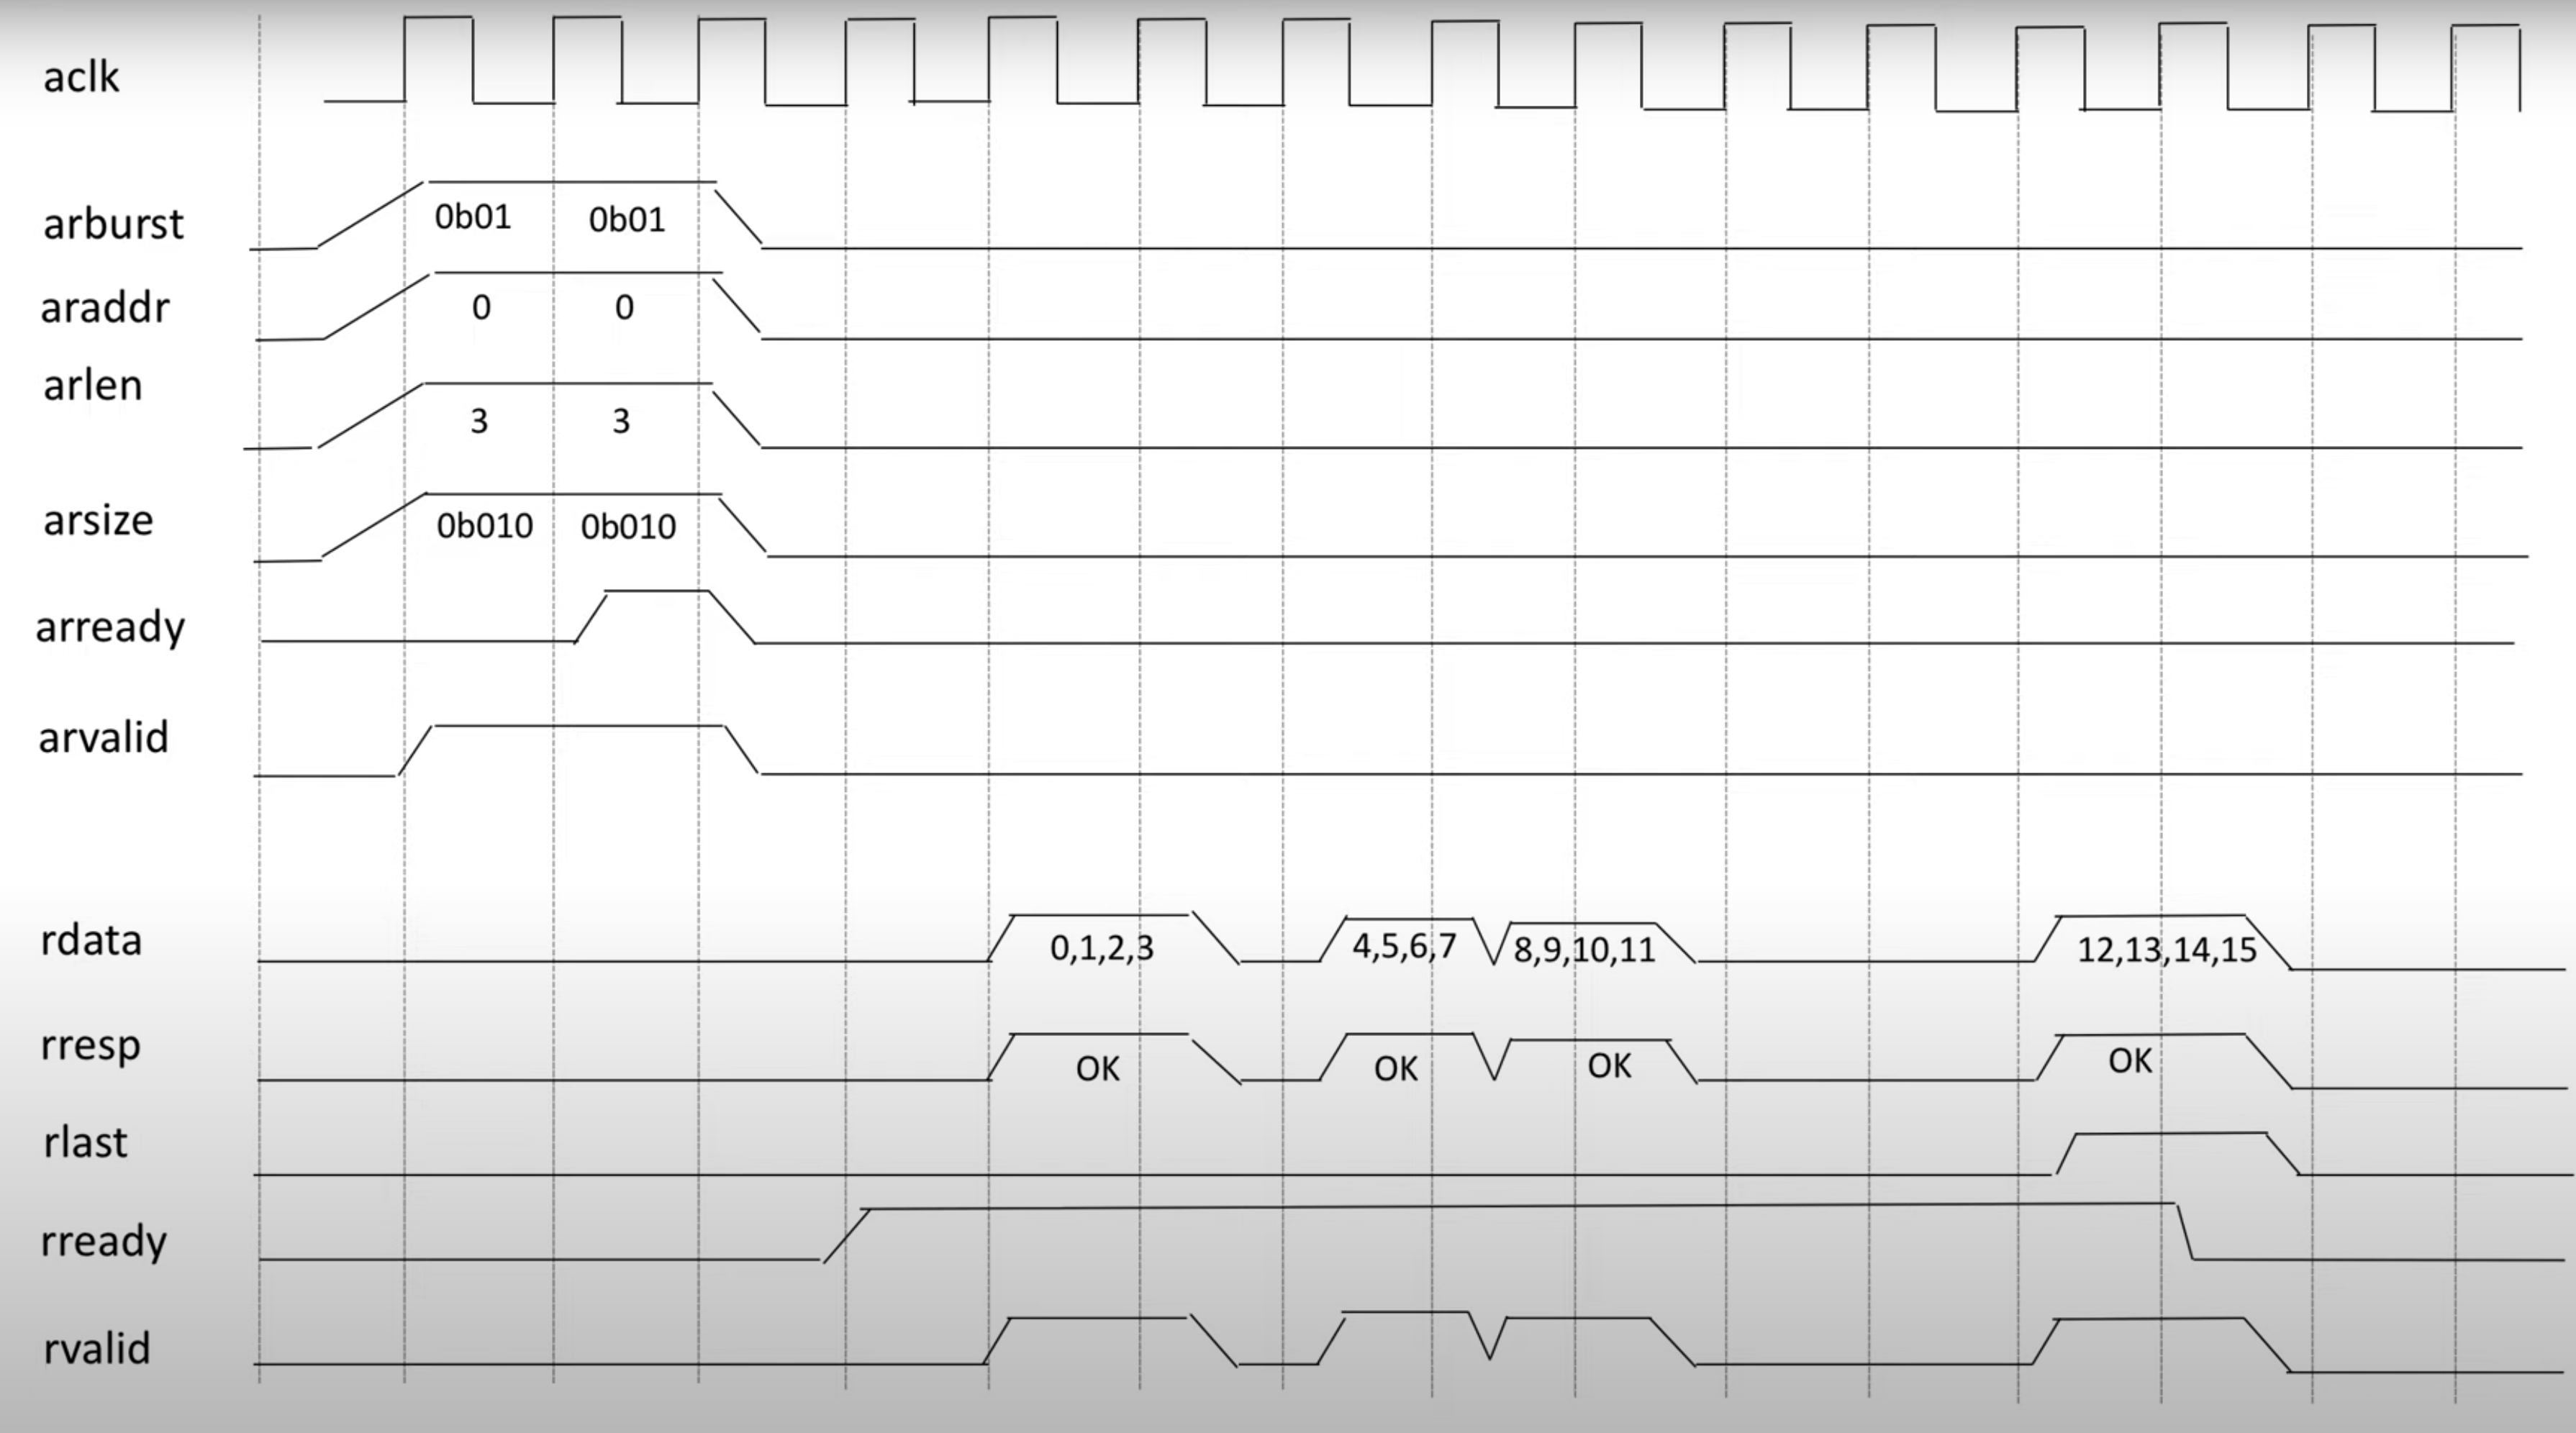 aclk
arburst 0b01 0b01
araddr 0 0
arlen 3 3
arsize 0b010 0b010
arready
arvalid
rdata 0,1,2,3 4,5,6,7 8,9,10,11 12,13,14,15
rresp OK OK OK OK
rlast
rready
rvalid